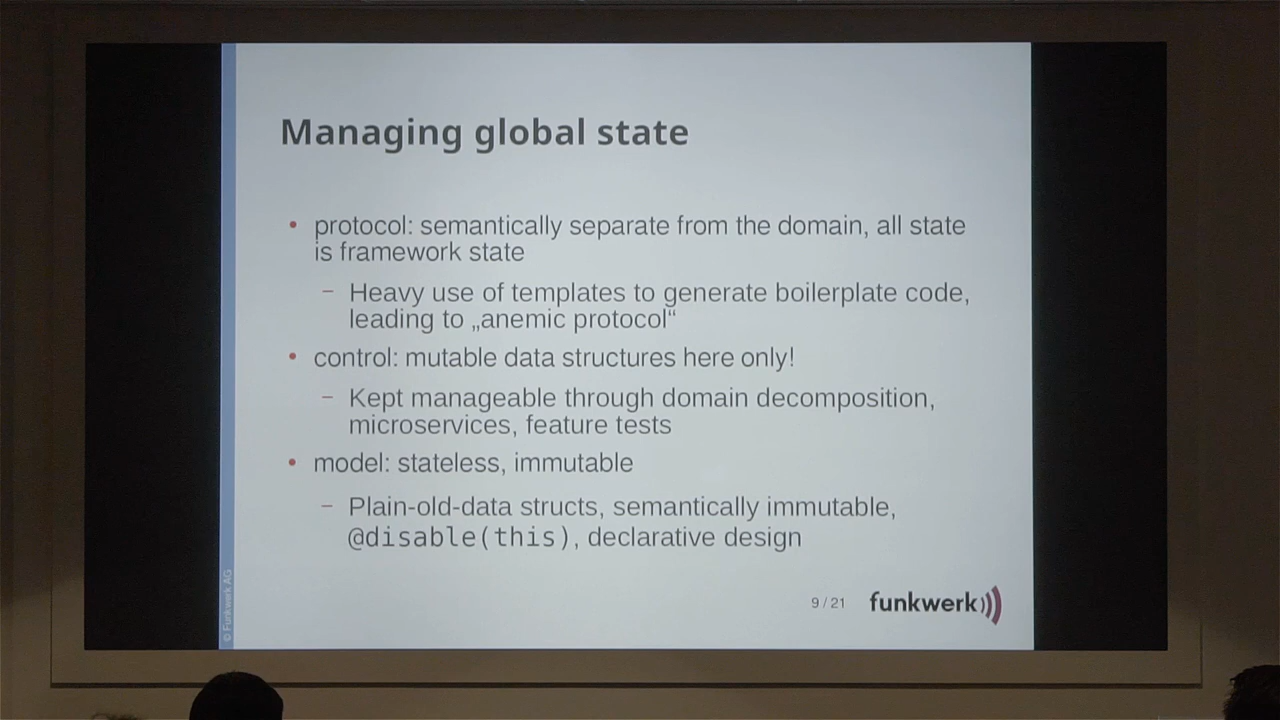 Managing global state
• protocol: semantically separate from the domain, all state
is framework state
– Heavy use of templates to generate boilerplate code,
leading to „anemic protocol“
• control: mutable data structures here only!
– Kept manageable through domain decomposition,
microservices, feature tests
• model: stateless, immutable
– Plain-old-data structs, semantically immutable,
@disable(this), declarative design
© Funkwerk AG
9 / 21
funkwerk